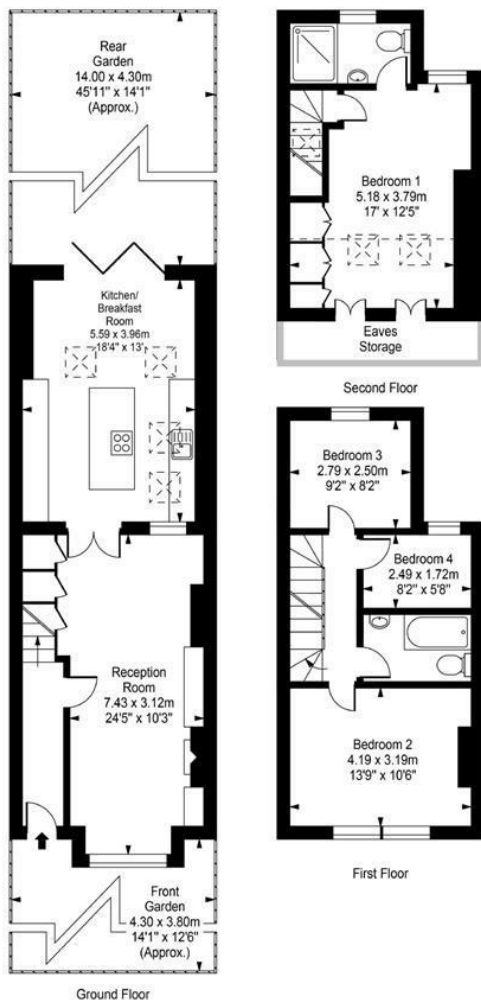 Rear
Garden
14.00 x 4.30m
45'11" x 14'1"
(Approx.)
Kitchen/
Breakfast
Room
5.59 x 3.96m
18'4" x 13'
Reception
Room
7.43 x 3.12m
24'5" x 10'3"
Front
Garden
4.30 x 3.80m
14'1" x 12'6"
(Approx.)
Ground Floor
Bedroom 1
5.18 x 3.79m
17' x 12'5"
Eaves
Storage
Second Floor
Bedroom 3
2.79 x 2.50m
9'2" x 8'2"
Bedroom 4
2.49 x 1.72m
8'2" x 5'8"
Bedroom 2
4.19 x 3.19m
13'9" x 10'6"
First Floor